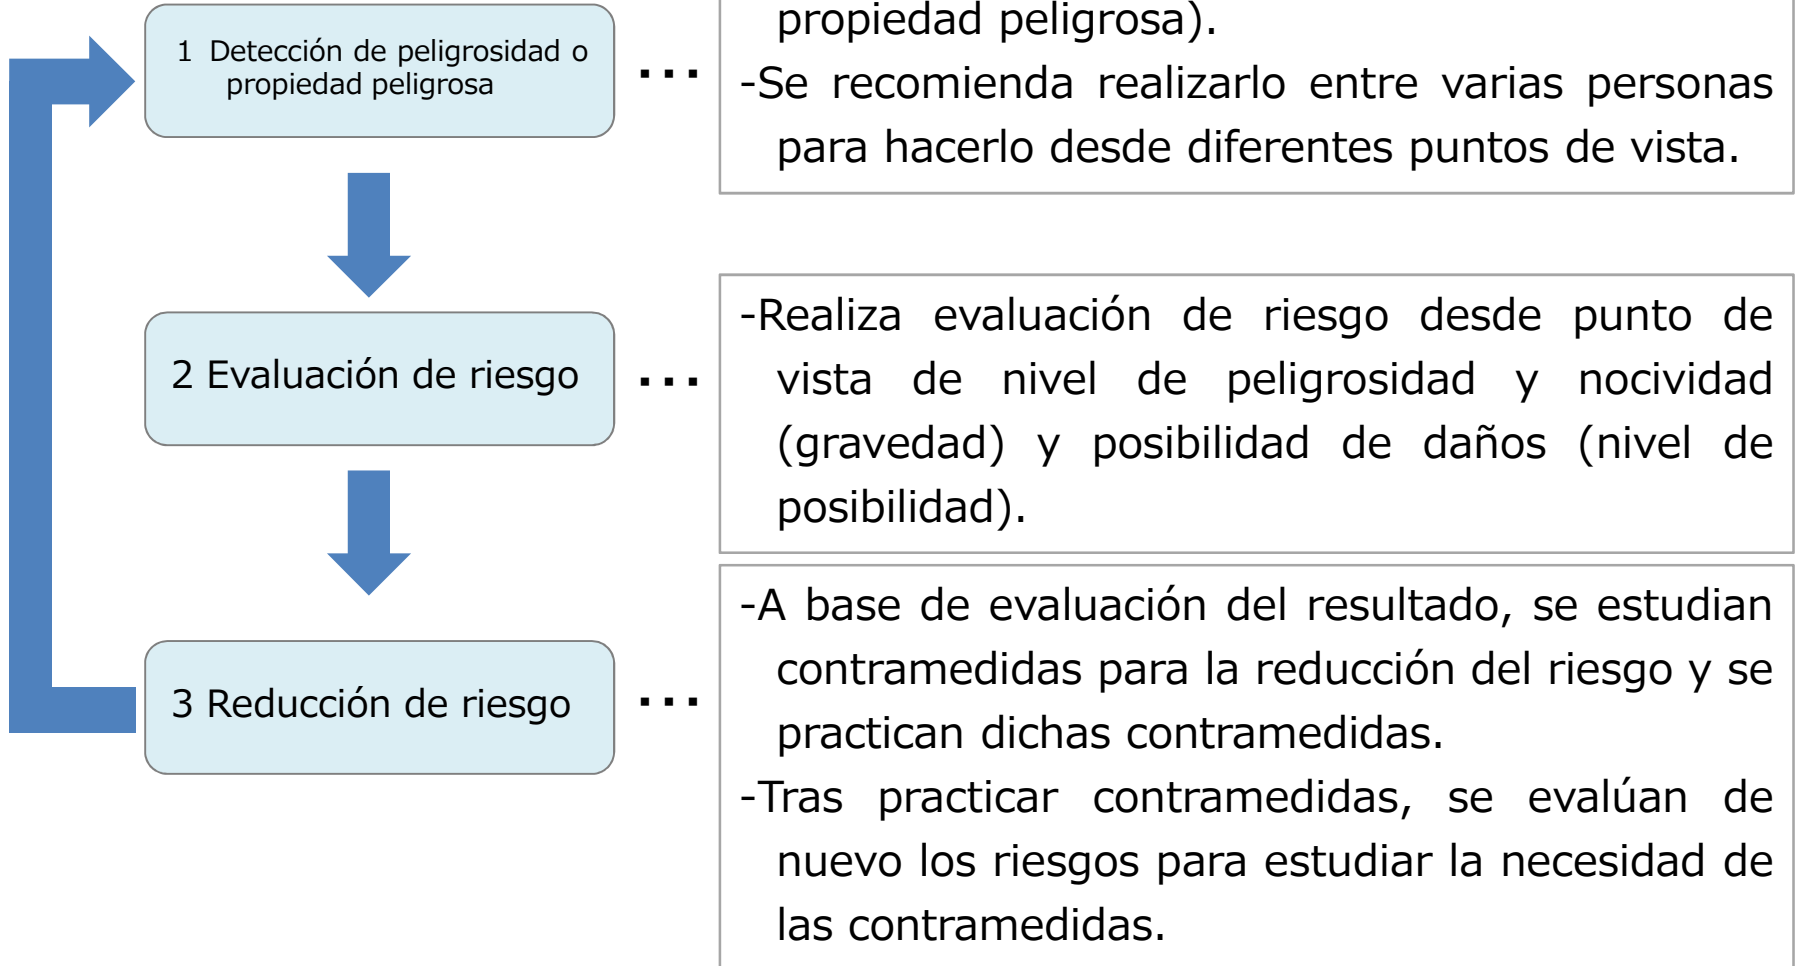 1 Detección de peligrosidad o
propiedad peligrosa
...
propiedad peligrosa).
-Se recomienda realizarlo entre varias personas
para hacerlo desde diferentes puntos de vista.
2 Evaluación de riesgo
...
-Realiza evaluación de riesgo desde punto de
vista de nivel de peligrosidad y nocividad
(gravedad) y posibilidad de daños (nivel de
posibilidad).
3 Reducción de riesgo
...
-A base de evaluación del resultado, se estudian
contramedidas para la reducción del riesgo y se
practican dichas contramedidas.
-Tras practicar contramedidas, se evalúan de
nuevo los riesgos para estudiar la necesidad de
las contramedidas.